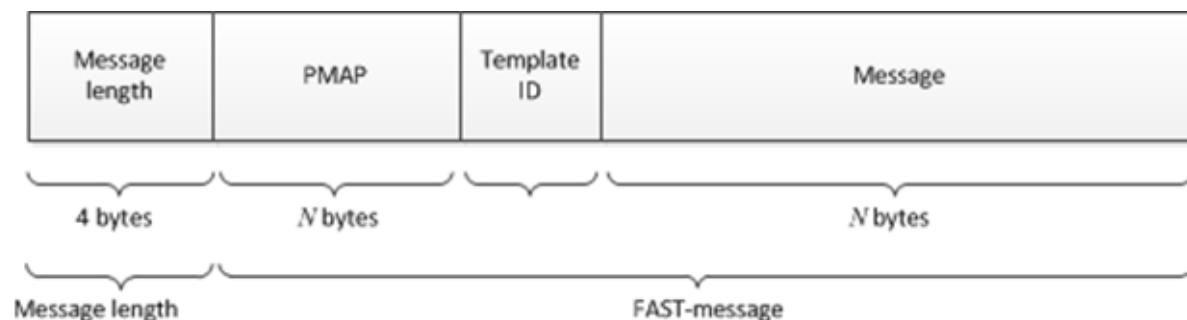 Message
length
PMAP
Template
ID
Message
4 bytes
N bytes
N bytes
Message length
FAST-message